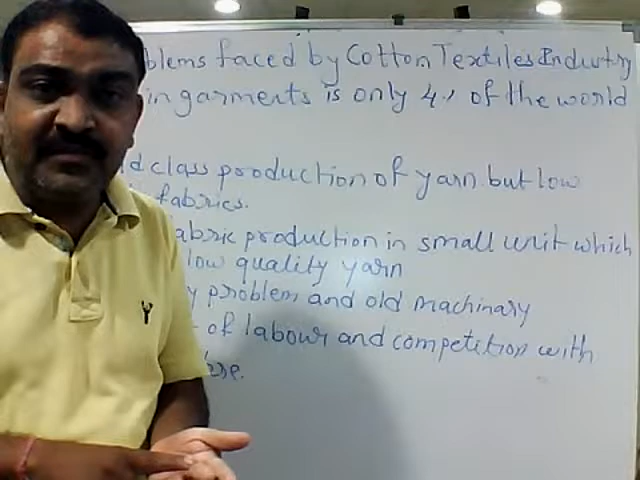 blems faced by Cotton Textiles Industry
in garments is only 4% of the world
ld class production of yarn but low
fabrics.
abric production in small unit which
low quality yarn
y problem and old machinary
of labour and competition with
bre.